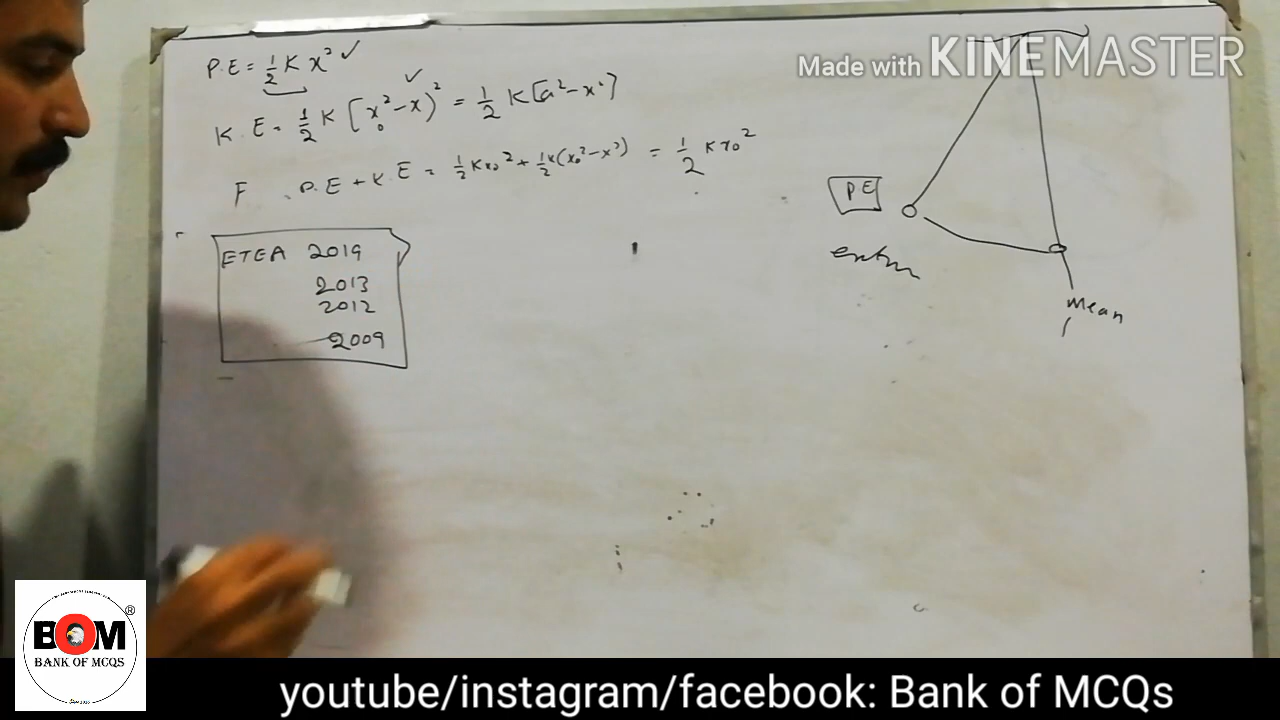 P.E = 1/2 K x² ✓
K.E = 1/2 K [x₀² - x)² = 1/2 K [a² - x²] ✓
F P.E + K.E = 1/2 K x₀² + 1/2 K (x₀² - x²) = 1/2 K x₀²
ETEA 2019
2013
2012
2009
PE
Mean
Made with KINEMASTER
BOM
®
BANK OF MCQS
youtube/instagram/facebook: Bank of MCQs